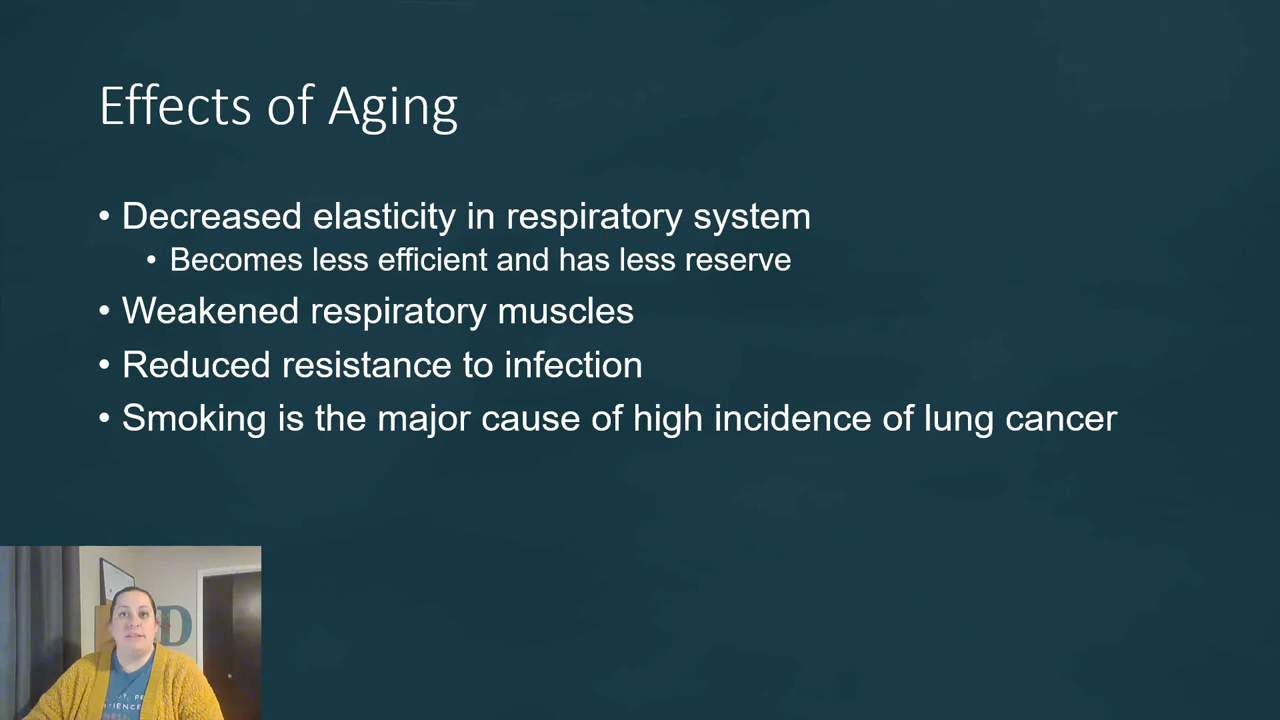 Effects of Aging
• Decreased elasticity in respiratory system
• Becomes less efficient and has less reserve
• Weakened respiratory muscles
• Reduced resistance to infection
• Smoking is the major cause of high incidence of lung cancer
D